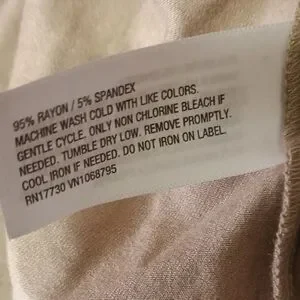 95% RAYON / 5% SPANDEX
MACHINE WASH COLD WITH LIKE COLORS.
GENTLE CYCLE. ONLY NON CHLORINE BLEACH IF
NEEDED. TUMBLE DRY LOW. REMOVE PROMPTLY.
COOL IRON IF NEEDED. DO NOT IRON ON LABEL.
RN17730 VN1068795